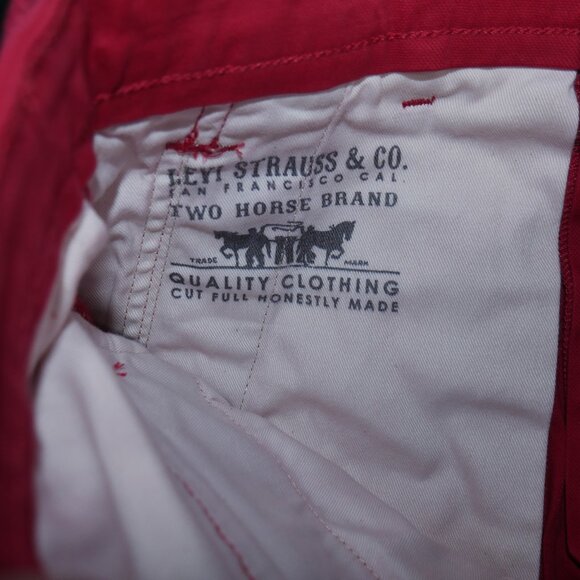 LEVI STRAUSS & CO.
SAN FRANCISCO CAL.
TWO HORSE BRAND
TRADE MARK
QUALITY CLOTHING
CUT FULL HONESTLY MADE